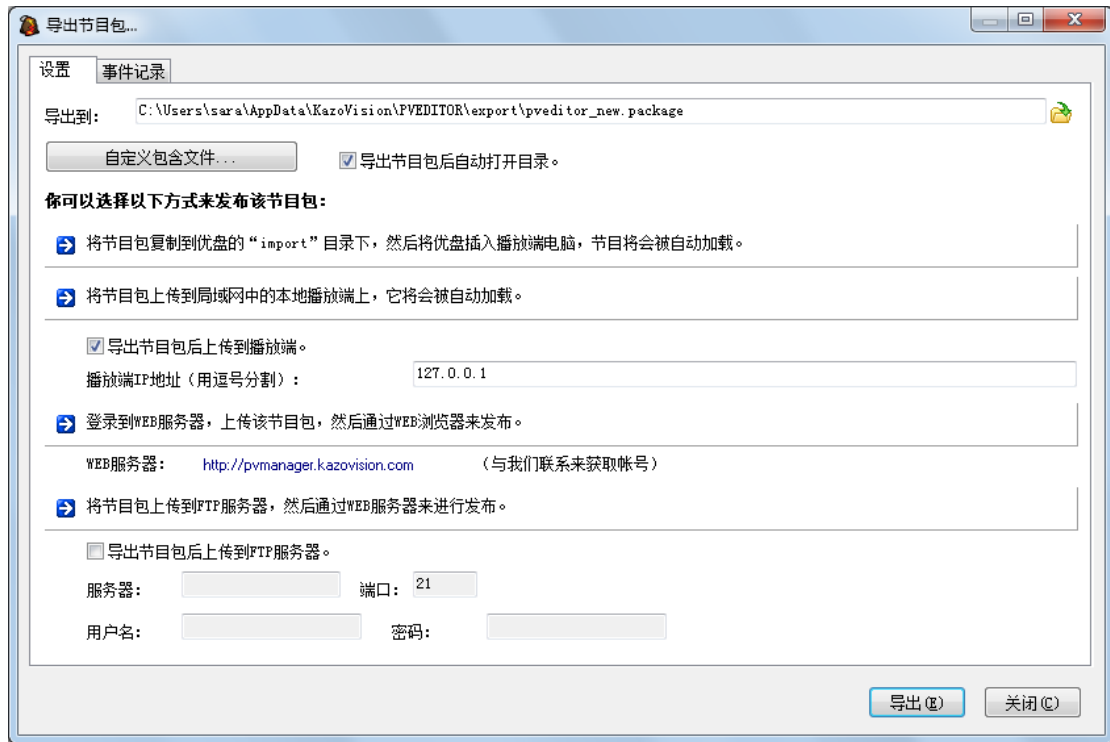 导出节目包...
设置 事件记录
导出到: C:\Users\sara\AppData\KazoVision\PVEDITOR\export\pveditor_new.package
自定义包含文件... 导出节目包后自动打开目录。
你可以选择以下方式来发布该节目包:
将节目包复制到优盘的“import”目录下，然后将优盘插入播放端电脑，节目将会被自动加载。
将节目包上传到局域网中的本地播放端上，它将会被自动加载。
导出节目包后上传到播放端。
播放端IP地址（用逗号分割）: 127.0.0.1
登录到WEB服务器，上传该节目包，然后通过WEB浏览器来发布。
WEB服务器: http://pvmanager.kazovision.com （与我们联系来获取帐号）
将节目包上传到FTP服务器，然后通过WEB服务器来进行发布。
导出节目包后上传到FTP服务器。
服务器: 端口: 21
用户名: 密码:
导出(E) 关闭(C)